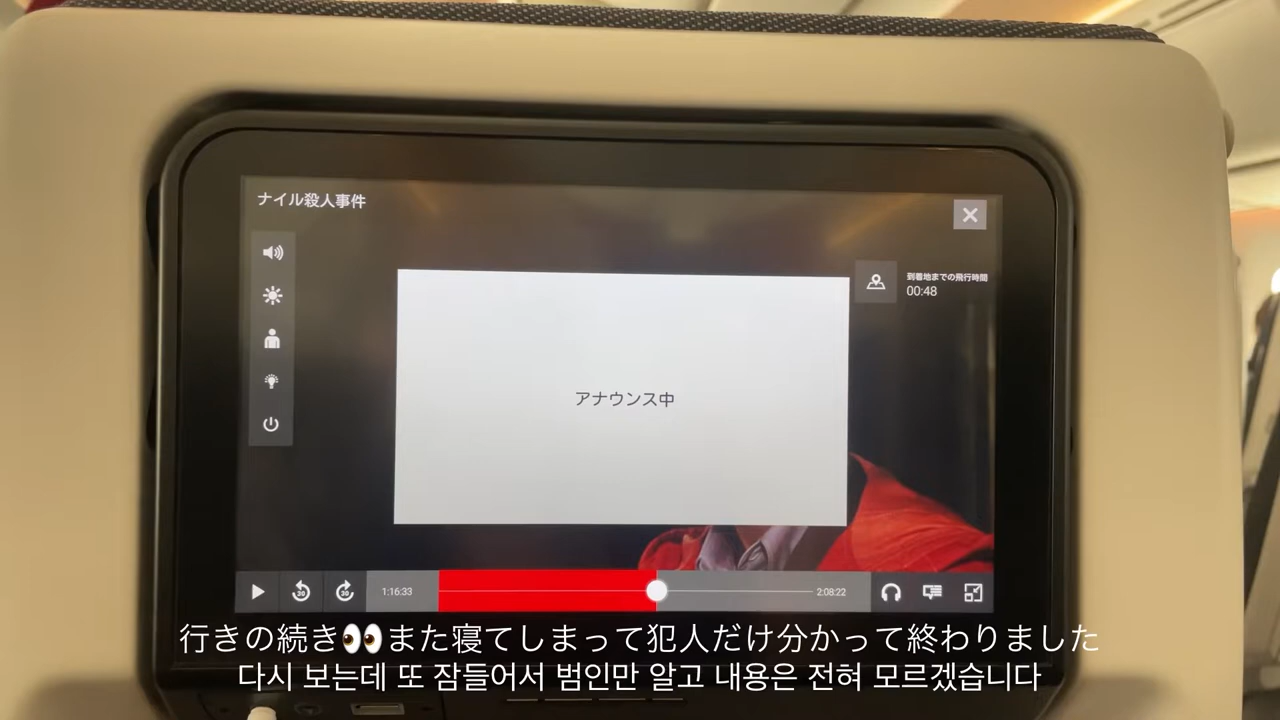 ナイル殺人事件
到着地までの飛行時間
00:48
アナウンス中
30
30
1:16:33
2:08:22
行きの続き👀また寝てしまって犯人だけ分かって終わりました
다시 보는데 또 잠들어서 범인만 알고 내용은 전혀 모르겠습니다